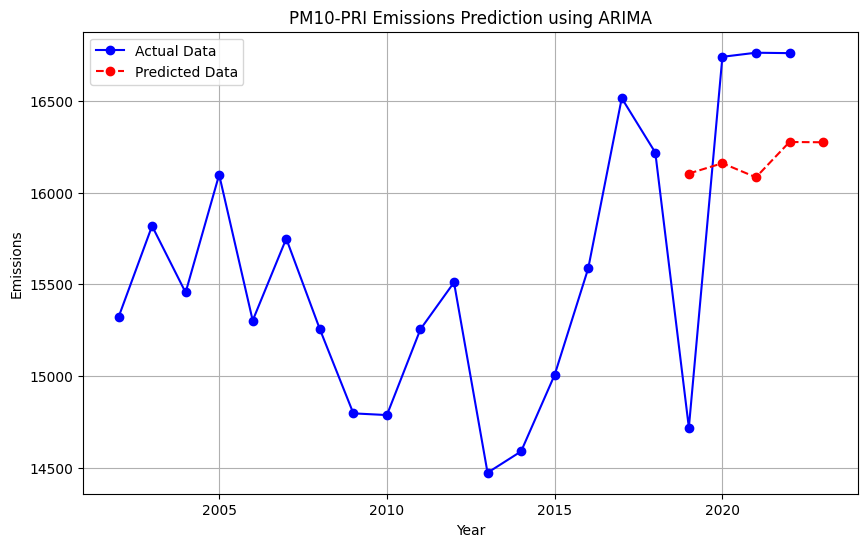 PM10-PRI Emissions Prediction using ARIMA
Actual Data
Predicted Data
16500
16000
15500
15000
14500
Emissions
2005
2010
2015
2020
Year